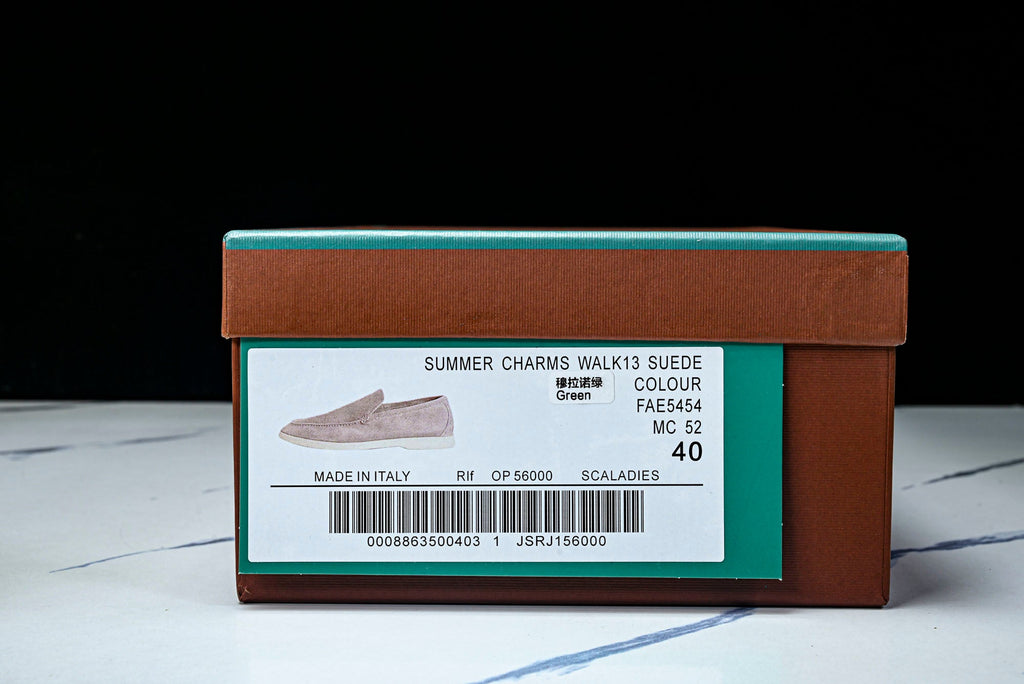 SUMMER CHARMS WALK13 SUEDE
穆拉诺绿
Green
COLOUR
FAE5454
MC 52
40
MADE IN ITALY Rlf OP 56000 SCALADIES
0008863500403 1 JSRJ156000